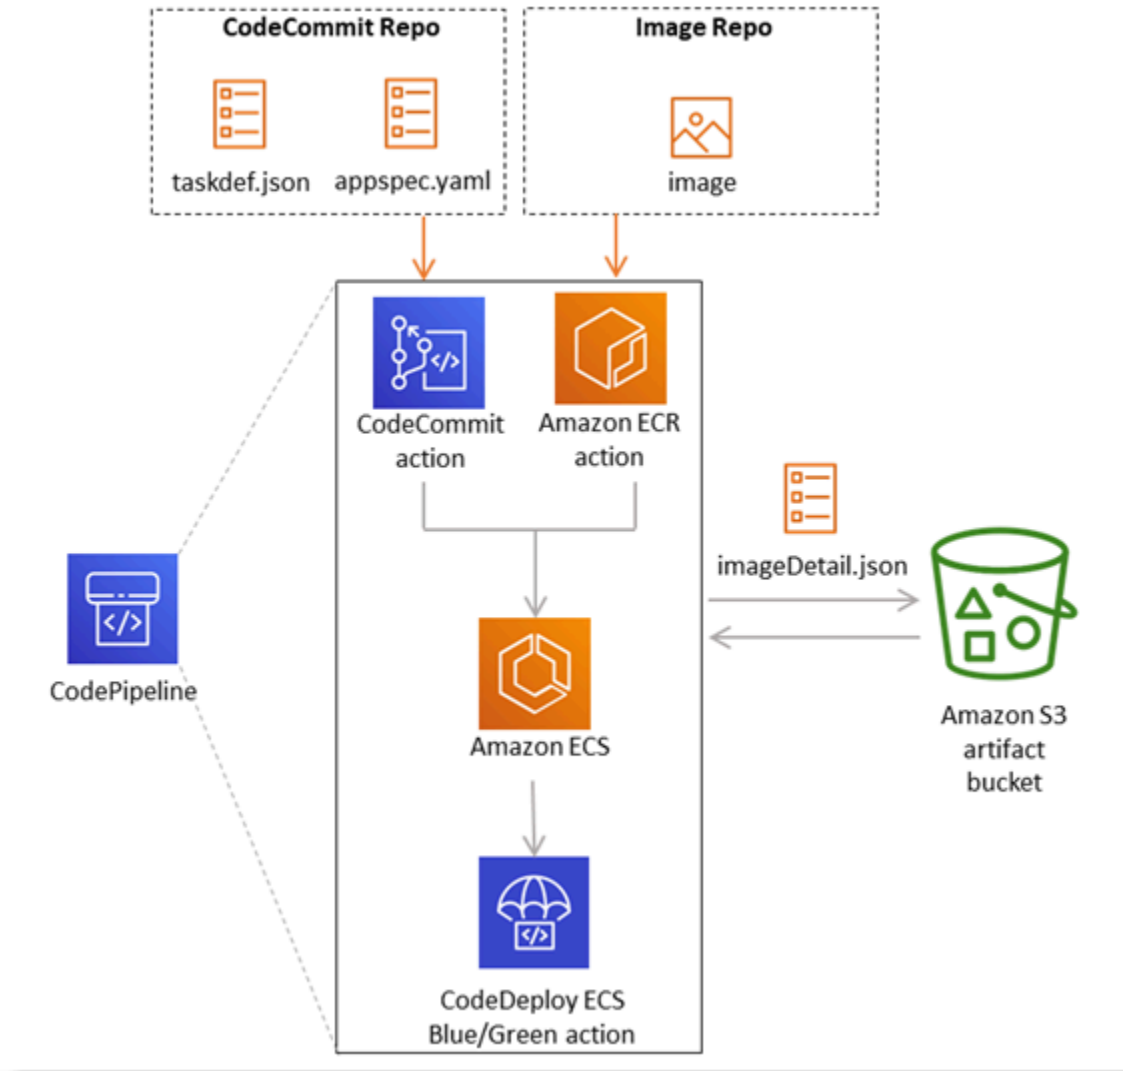 CodeCommit Repo
Image Repo
taskdef.json
appspec.yaml
image
CodeCommit
action
Amazon ECR
action
imageDetail.json
CodePipeline
Amazon ECS
Amazon S3
artifact
bucket
CodeDeploy ECS
Blue/Green action